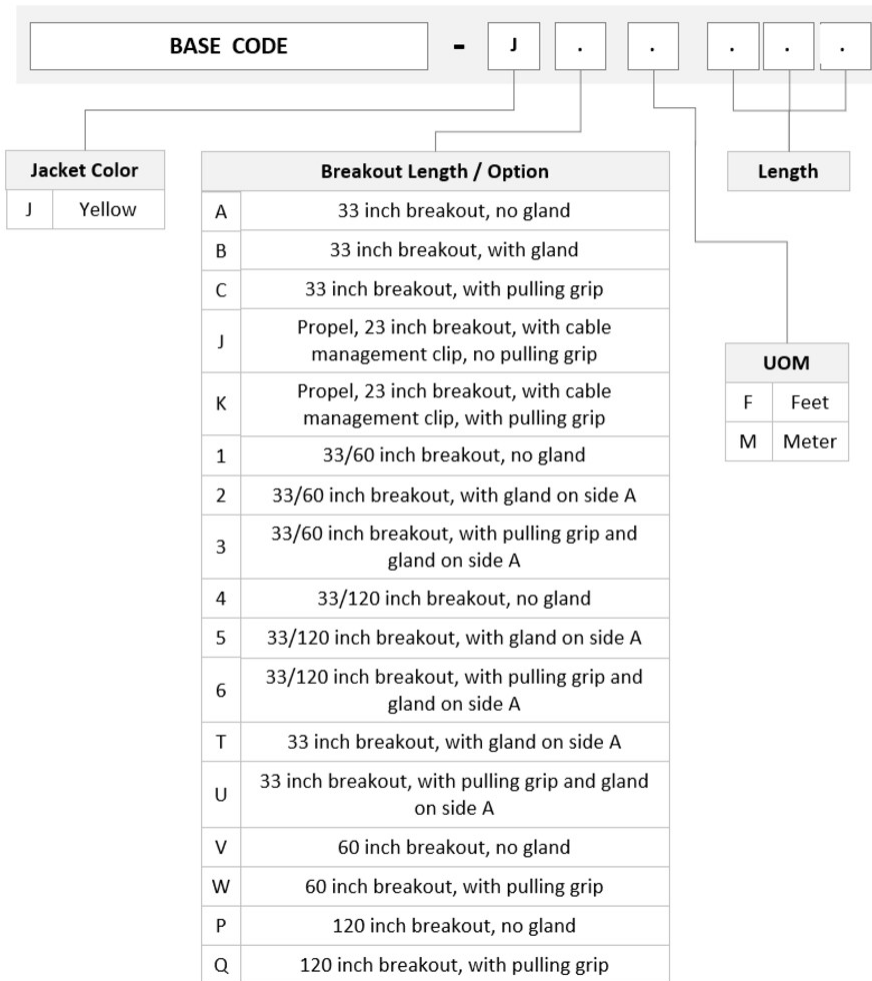 BASE CODE - J . . . . .
Jacket Color
J Yellow
Breakout Length / Option
A 33 inch breakout, no gland
B 33 inch breakout, with gland
C 33 inch breakout, with pulling grip
J Propel, 23 inch breakout, with cable
management clip, no pulling grip
K Propel, 23 inch breakout, with cable
management clip, with pulling grip
1 33/60 inch breakout, no gland
2 33/60 inch breakout, with gland on side A
3 33/60 inch breakout, with pulling grip and
gland on side A
4 33/120 inch breakout, no gland
5 33/120 inch breakout, with gland on side A
6 33/120 inch breakout, with pulling grip and
gland on side A
T 33 inch breakout, with gland on side A
U 33 inch breakout, with pulling grip and gland
on side A
V 60 inch breakout, no gland
W 60 inch breakout, with pulling grip
P 120 inch breakout, no gland
Q 120 inch breakout, with pulling grip
Length
UOM
F Feet
M Meter